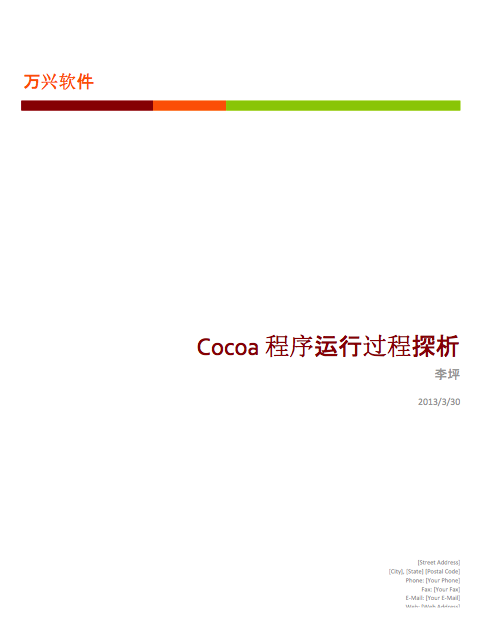 万兴软件
Cocoa 程序运行过程探析
李坪
2013/3/30
[Street Address]
[City], [State] [Postal Code]
Phone: [Your Phone]
Fax: [Your Fax]
E-Mail: [Your E-Mail]
Web: [Web Address]